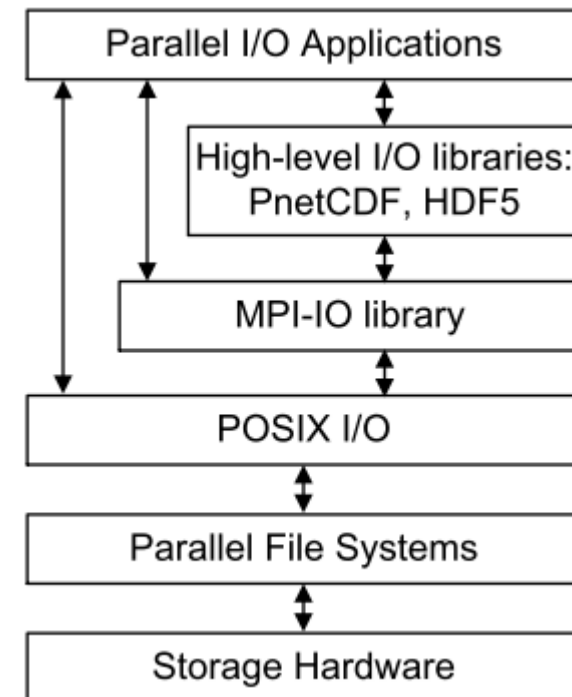 Parallel I/O Applications
High-level I/O libraries:
PnetCDF, HDF5
MPI-IO library
POSIX I/O
Parallel File Systems
Storage Hardware